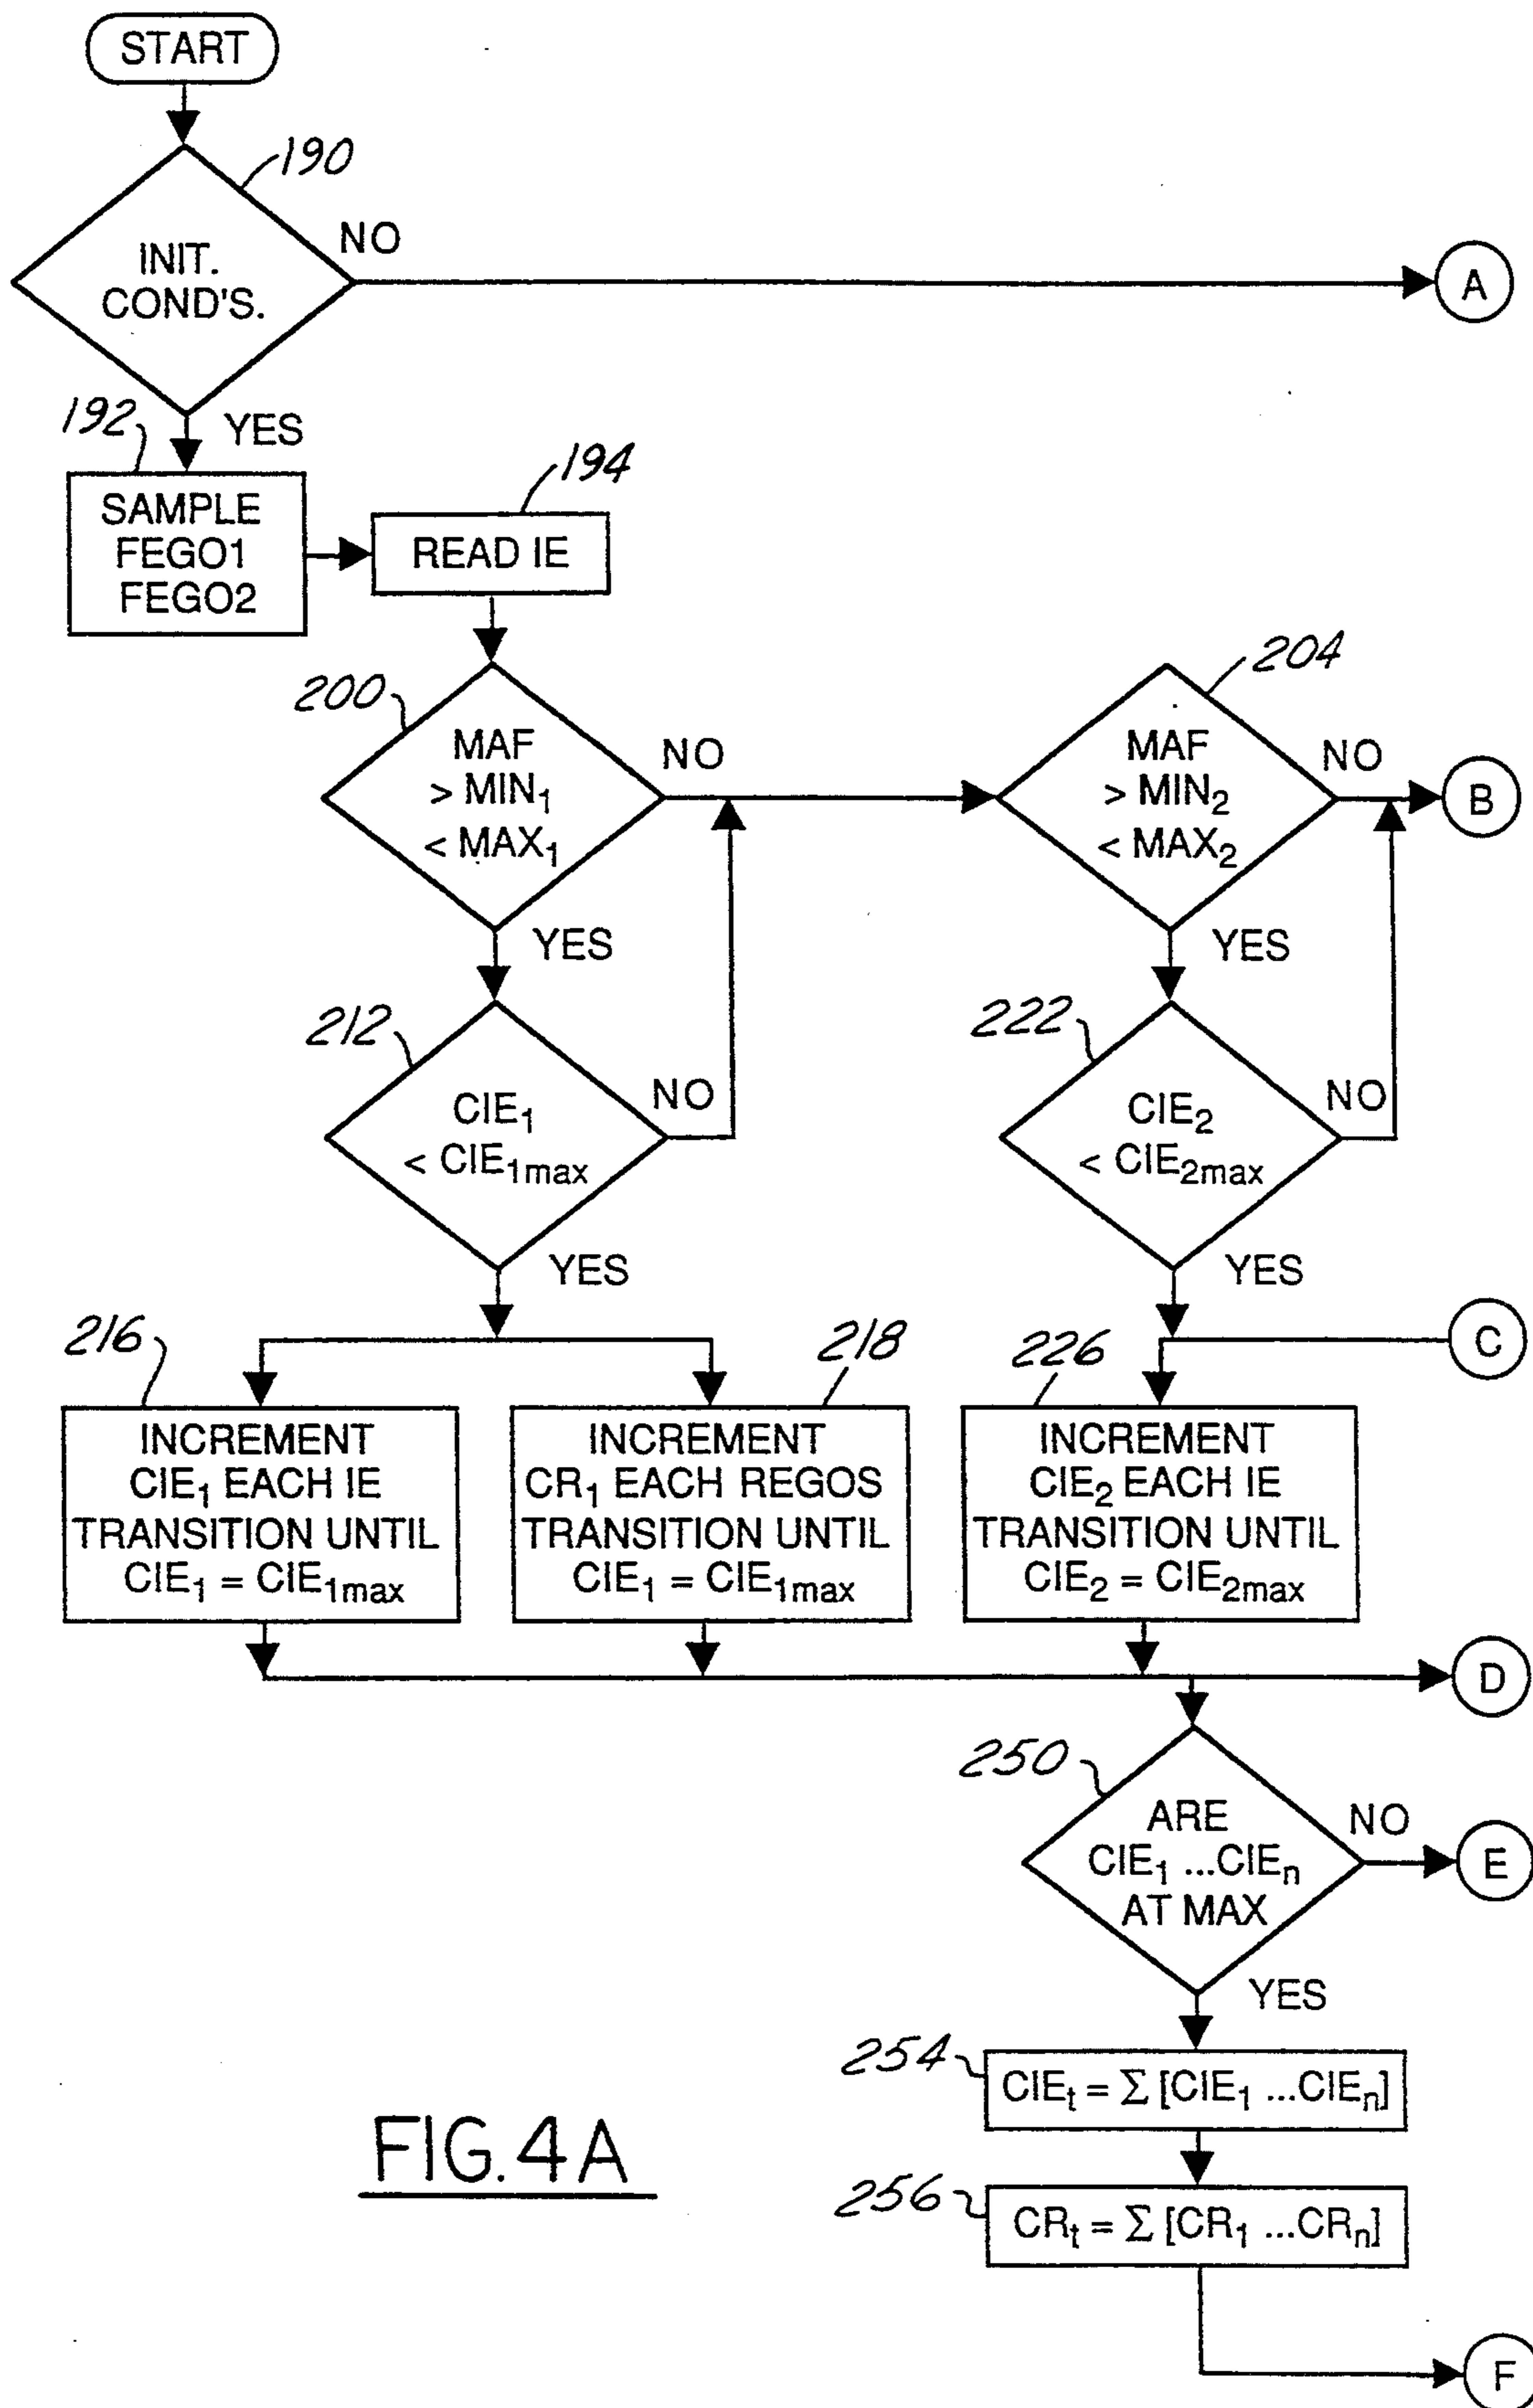 START
190
INIT.
COND'S.
NO
A
192
YES
SAMPLE
FEGO1
FEGO2
194
READ IE
200
MAF
> MIN₁
< MAX₁
NO
204
MAF
> MIN₂
< MAX₂
NO
B
YES
YES
212
CIE₁
< CIE₁max
NO
222
CIE₂
< CIE₂max
NO
YES
YES
C
216
INCREMENT
CIE₁ EACH IE
TRANSITION UNTIL
CIE₁ = CIE₁max
218
INCREMENT
CR₁ EACH REGOS
TRANSITION UNTIL
CIE₁ = CIE₁max
226
INCREMENT
CIE₂ EACH IE
TRANSITION UNTIL
CIE₂ = CIE₂max
D
250
ARE
CIE₁ ...CIEₙ
AT MAX
NO
E
YES
254
CIEₜ = Σ [CIE₁ ...CIEₙ]
256
CRₜ = Σ [CR₁ ...CRₙ]
F
FIG.4A